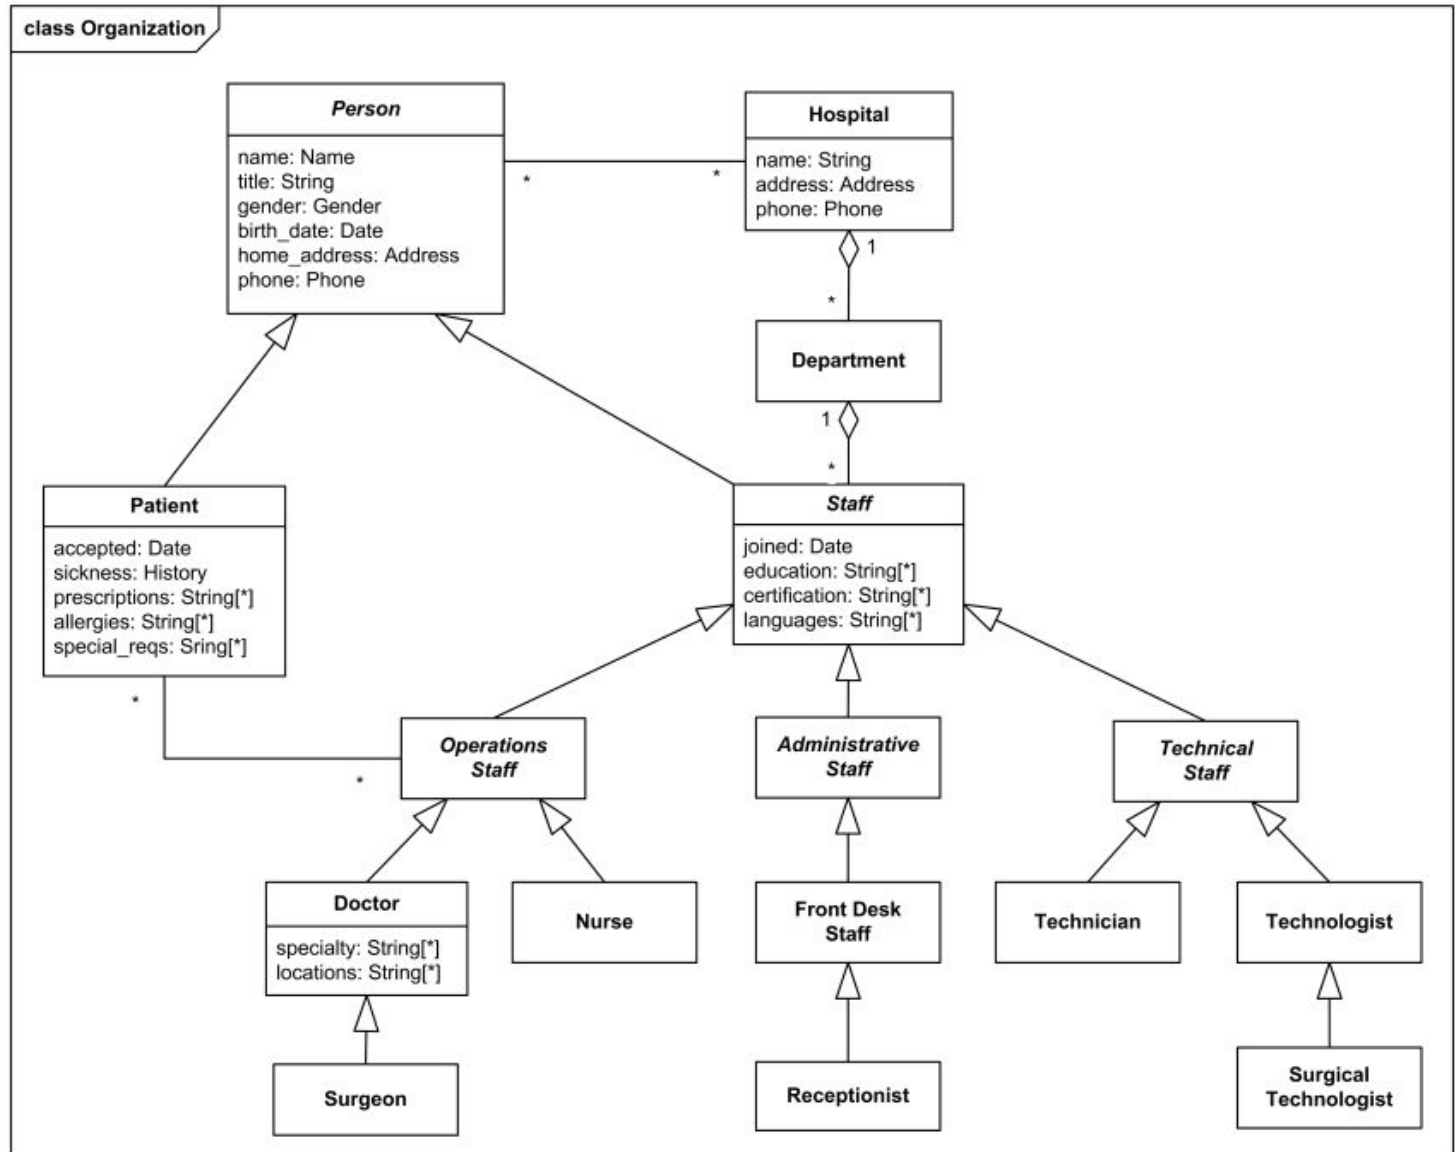 class Organization
Person
name: Name
title: String
gender: Gender
birth_date: Date
home_address: Address
phone: Phone
*
*
Hospital
name: String
address: Address
phone: Phone
1
*
Department
1
*
Patient
accepted: Date
sickness: History
prescriptions: String[*]
allergies: String[*]
special_reqs: Sring[*]
*
*
Staff
joined: Date
education: String[*]
certification: String[*]
languages: String[*]
Operations
Staff
Administrative
Staff
Technical
Staff
Doctor
specialty: String[*]
locations: String[*]
Nurse
Front Desk
Staff
Technician
Technologist
Surgeon
Receptionist
Surgical
Technologist